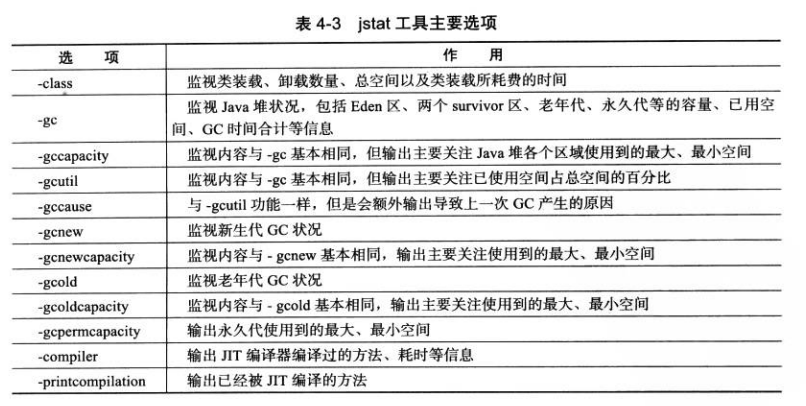 表 4-3 jstat 工具主要选项
选 项 作 用
-class 监视类装载、卸载数量、总空间以及类装载所耗费的时间
-gc 监视 Java 堆状况，包括 Eden 区、两个 survivor 区、老年代、永久代等的容量、已用空
间、GC 时间合计等信息
-gccapacity 监视内容与 -gc 基本相同，但输出主要关注 Java 堆各个区域使用到的最大、最小空间
-gcutil 监视内容与 -gc 基本相同，但输出主要关注已使用空间占总空间的百分比
-gccause 与 -gcutil 功能一样，但是会额外输出导致上一次 GC 产生的原因
-gcnew 监视新生代 GC 状况
-gcnewcapacity 监视内容与 - gcnew 基本相同，输出主要关注使用到的最大、最小空间
-gcold 监视老年代 GC 状况
-gcoldcapacity 监视内容与 - gcold 基本相同，输出主要关注使用到的最大、最小空间
-gcpermcapacity 输出永久代使用到的最大、最小空间
-compiler 输出 JIT 编译器编译过的方法、耗时等信息
-printcompilation 输出已经被 JIT 编译的方法